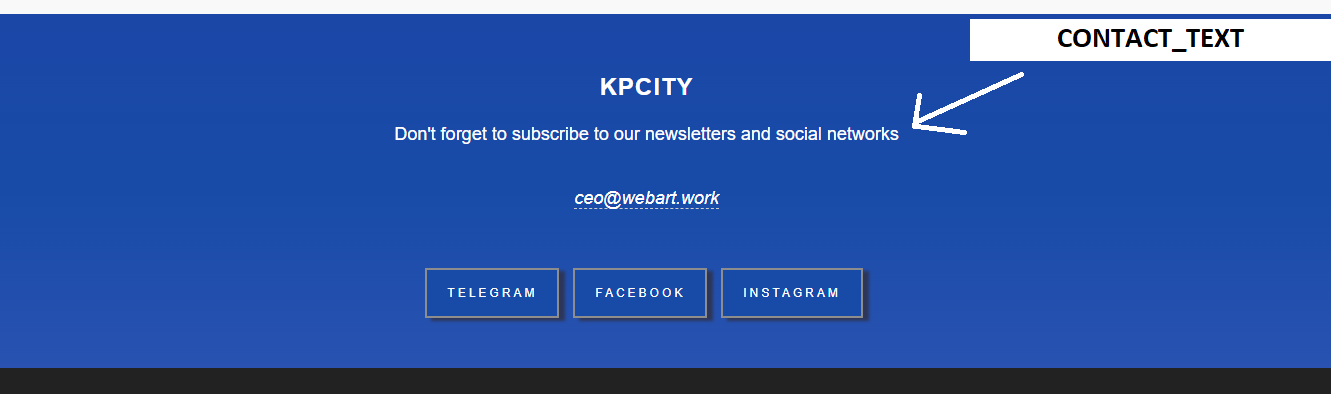 CONTACT_TEXT
KPCITY
Don't forget to subscribe to our newsletters and social networks
ceo@webart.work
TELEGRAM FACEBOOK INSTAGRAM